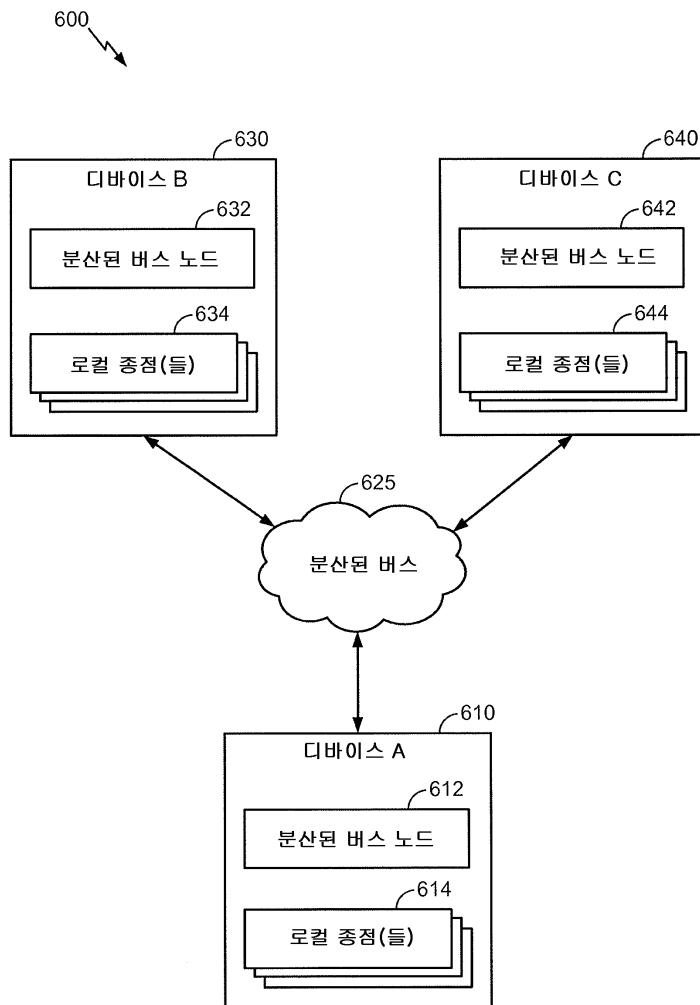 600
630
디바이스 B
632
분산된 버스 노드
634
로컬 종점(들)
640
디바이스 C
642
분산된 버스 노드
644
로컬 종점(들)
625
분산된 버스
610
디바이스 A
612
분산된 버스 노드
614
로컬 종점(들)